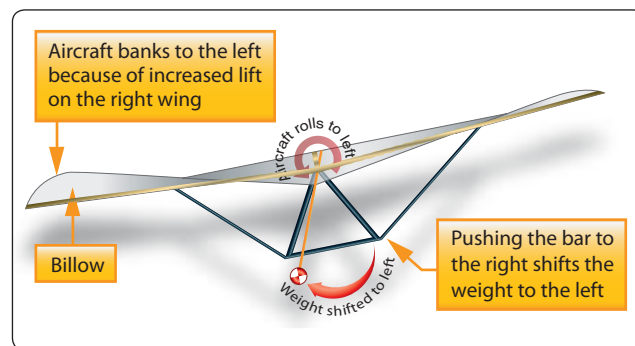 Aircraft banks to the left
because of increased lift
on the right wing
Aircraft rolls to left
Billow
Weight shifted to left
Pushing the bar to
the right shifts the
weight to the left